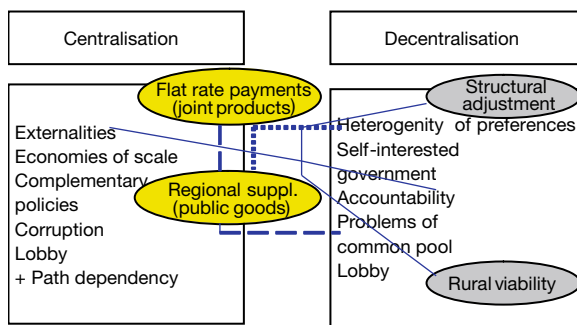 Centralisation
Decentralisation
Flat rate payments
(joint products)
Structural
adjustment
Externalities
Economies of scale
Complementary
policies
Corruption
Lobby
+ Path dependency
Regional suppl.
(public goods)
Heterogenity of preferences
Self-interested
government
Accountability
Problems of
common pool
Lobby
Rural viability